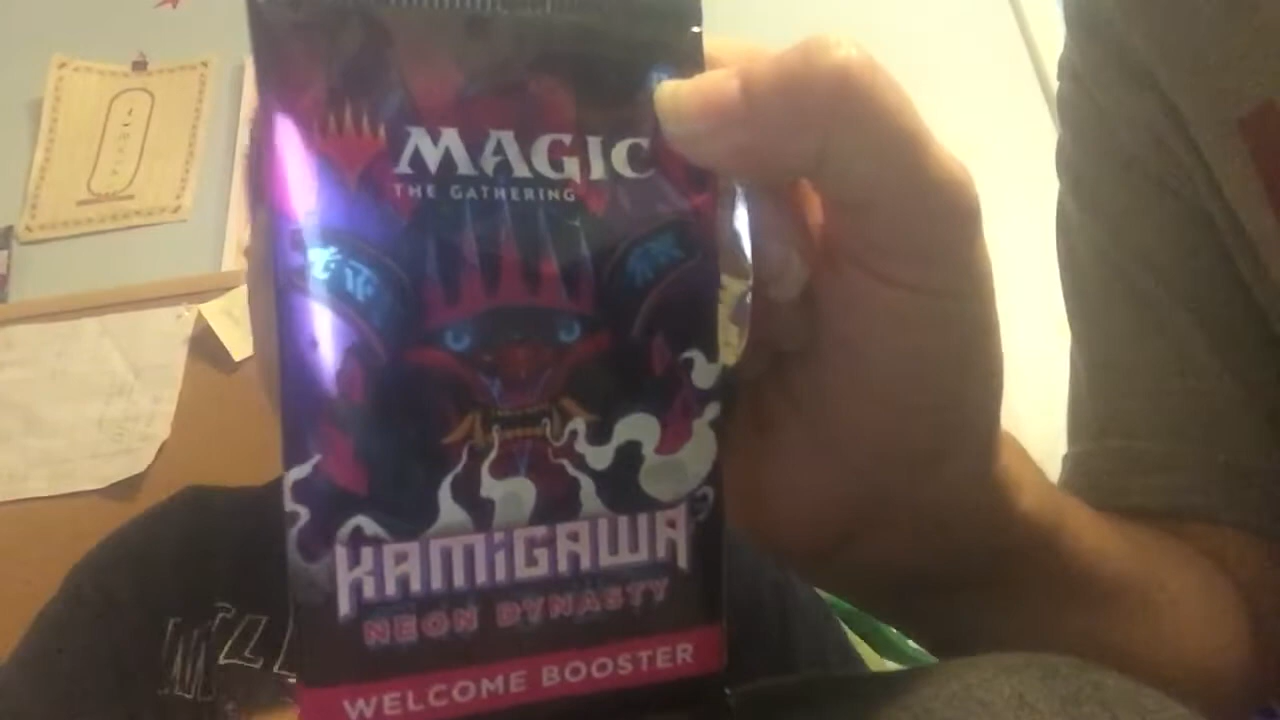 MAGIC
THE GATHERING
KAMIGAWA
NEON DYNASTY
WELCOME BOOSTER